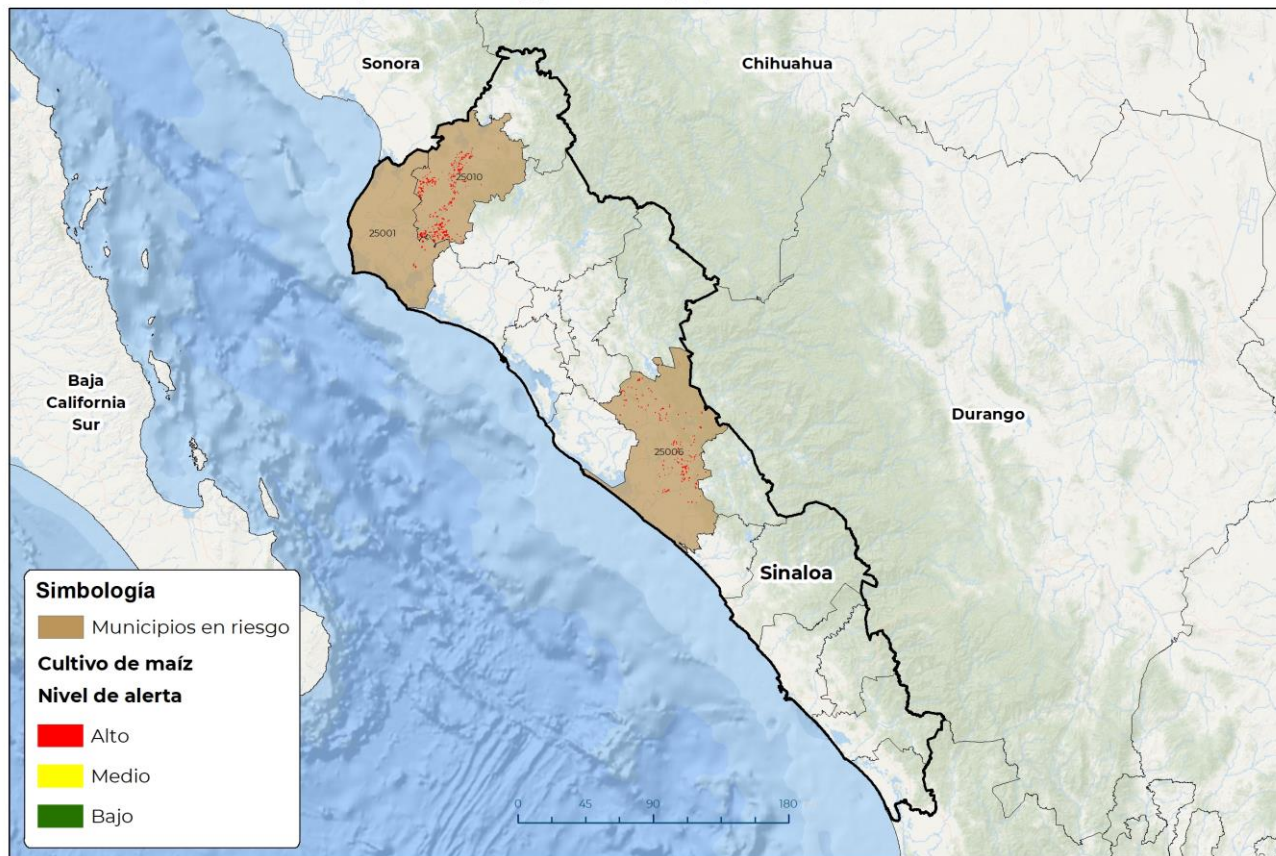 Sonora
Chihuahua
25010
25001
Baja
California
Sur
Durango
25006
Sinaloa
Simbología
Municipios en riesgo
Cultivo de maíz
Nivel de alerta
Alto
Medio
Bajo
0 45 90 180